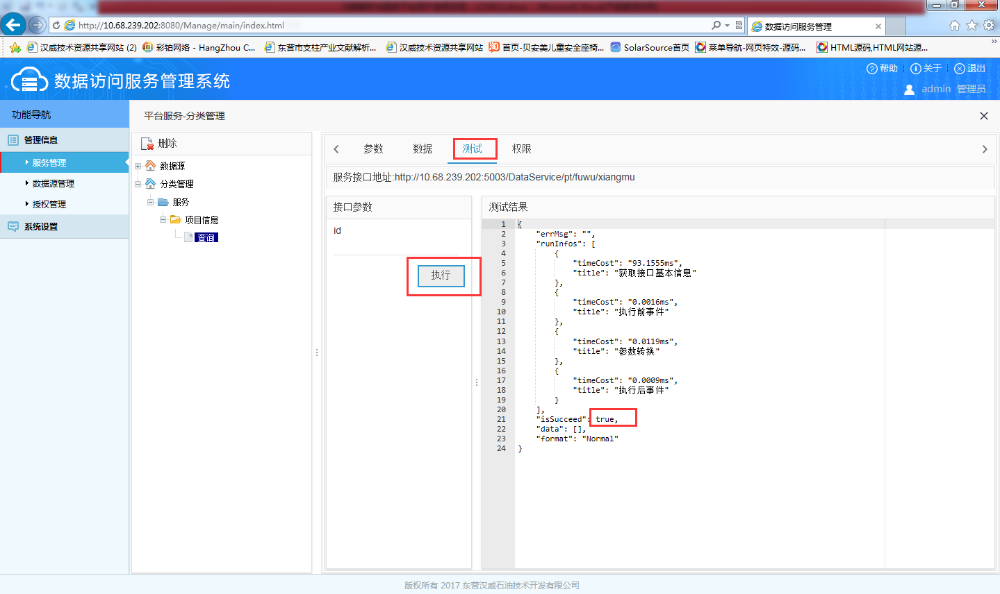 http://10.68.239.202:8080/Manage/main/index.html
数据访问服务管理
汉威技术资源共享网站 (2)
彩铂网络 - HangZhou C...
东营市支柱产业文献解析...
汉威技术资源共享网站
首页-贝安美儿童安全座椅...
SolarSource首页
菜单导航-网页特效-源码...
HTML源码,HTML网站源...
数据访问服务管理系统
帮助
关于
退出
admin 管理员
功能导航
管理信息
服务管理
数据源管理
授权管理
系统设置
平台服务-分类管理
删除
数据源
分类管理
服务
项目信息
查询
参数
数据
测试
权限
服务接口地址:http://10.68.239.202:5003/DataService/pt/fuwu/xiangmu
接口参数
id
执行
测试结果
1 {
2 "errMsg": "",
3 "runInfos": [
4 {
5 "timeCost": "93.1555ms",
6 "title": "获取接口基本信息"
7 },
8 {
9 "timeCost": "0.0016ms",
10 "title": "执行前事件"
11 },
12 {
13 "timeCost": "0.0119ms",
14 "title": "参数转换"
15 },
16 {
17 "timeCost": "0.0009ms",
18 "title": "执行后事件"
19 }
20 ],
21 "isSucceed": true,
22 "data": [],
23 "format": "Normal"
24 }
版权所有 2017 东营汉威石油技术开发有限公司